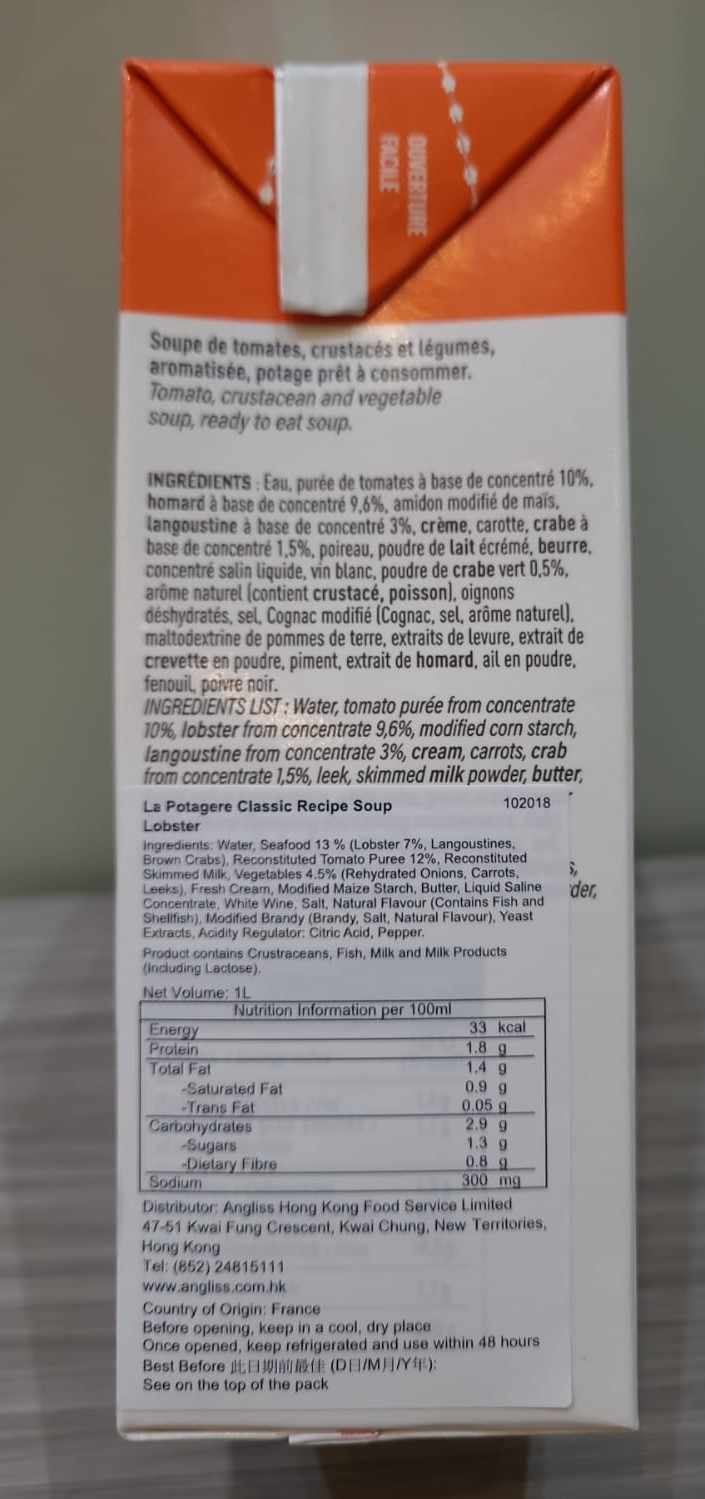 OUVERTURE
FACILE
Soupe de tomates, crustacés et légumes,
aromatisée, potage prêt à consommer.
Tomato, crustacean and vegetable
soup, ready to eat soup.
INGRÉDIENTS : Eau, purée de tomates à base de concentré 10%,
homard à base de concentré 9,6%, amidon modifié de maïs,
langoustine à base de concentré 3%, crème, carotte, crabe à
base de concentré 1,5%, poireau, poudre de lait écrémé, beurre,
concentré salin liquide, vin blanc, poudre de crabe vert 0,5%,
arôme naturel (contient crustacé, poisson), oignons
déshydratés, sel, Cognac modifié (Cognac, sel, arôme naturel),
maltodextrine de pommes de terre, extraits de levure, extrait de
crevette en poudre, piment, extrait de homard, ail en poudre,
fenouil, poivre noir.
INGREDIENTS LIST : Water, tomato purée from concentrate
10%, lobster from concentrate 9,6%, modified corn starch,
langoustine from concentrate 3%, cream, carrots, crab
from concentrate 1,5%, leek, skimmed milk powder, butter,
La Potagere Classic Recipe Soup 102018
Lobster
Ingredients: Water, Seafood 13 % (Lobster 7%, Langoustines,
Brown Crabs), Reconstituted Tomato Puree 12%, Reconstituted
Skimmed Milk, Vegetables 4.5% (Rehydrated Onions, Carrots,
Leeks), Fresh Cream, Modified Maize Starch, Butter, Liquid Saline
Concentrate, White Wine, Salt, Natural Flavour (Contains Fish and
Shellfish), Modified Brandy (Brandy, Salt, Natural Flavour), Yeast
Extracts, Acidity Regulator: Citric Acid, Pepper.
Product contains Crustraceans, Fish, Milk and Milk Products
(including Lactose).
Net Volume: 1L
Nutrition Information per 100ml
Energy 33 kcal
Protein 1.8 g
Total Fat 1.4 g
-Saturated Fat 0.9 g
-Trans Fat 0.05 g
Carbohydrates 2.9 g
-Sugars 1.3 g
-Dietary Fibre 0.8 g
Sodium 300 mg
Distributor: Angliss Hong Kong Food Service Limited
47-51 Kwai Fung Crescent, Kwai Chung, New Territories,
Hong Kong
Tel: (852) 24815111
www.angliss.com.hk
Country of Origin: France
Before opening, keep in a cool, dry place
Once opened, keep refrigerated and use within 48 hours
Best Before 此日期前最佳 (D日/M月/Y年):
See on the top of the pack